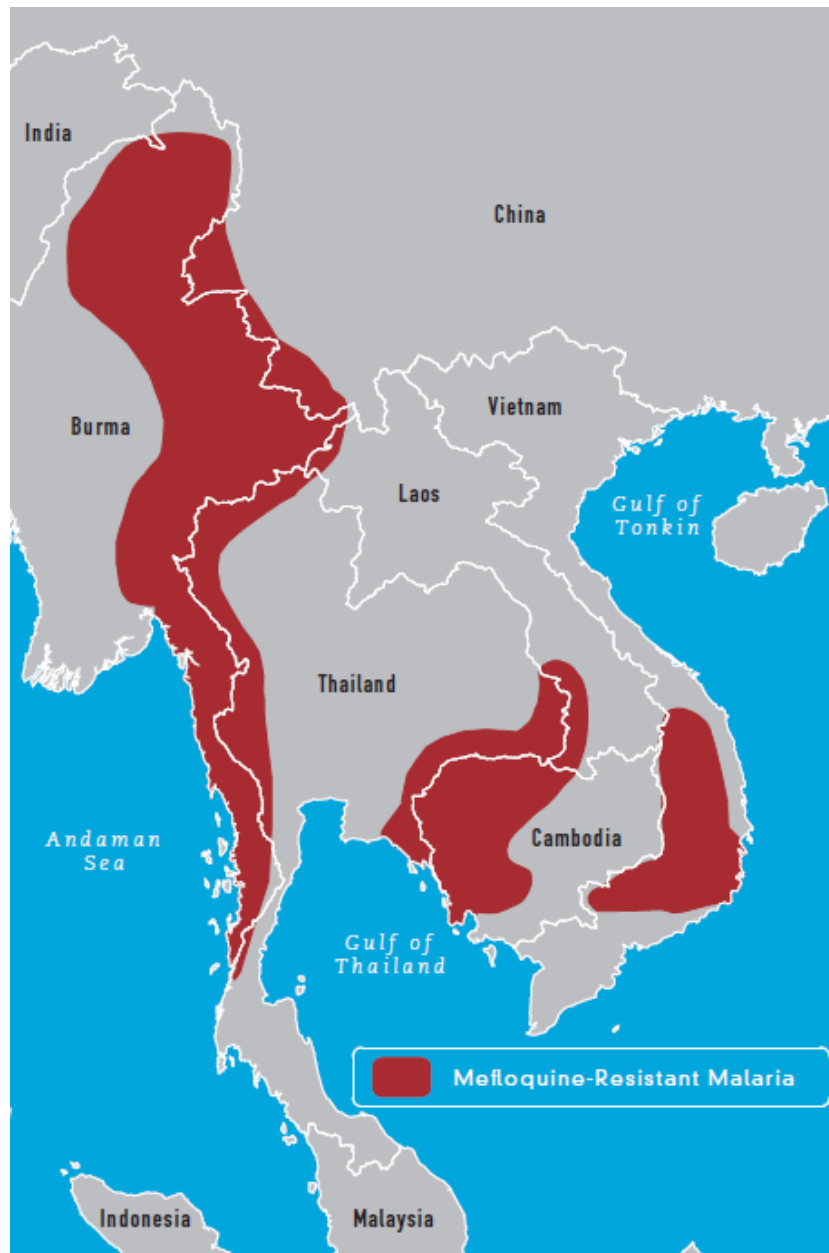 India
China
Burma
Vietnam
Laos
Gulf of
Tonkin
Thailand
Andaman
Sea
Cambodia
Gulf of
Thailand
Mefloquine-Resistant Malaria
Indonesia
Malaysia